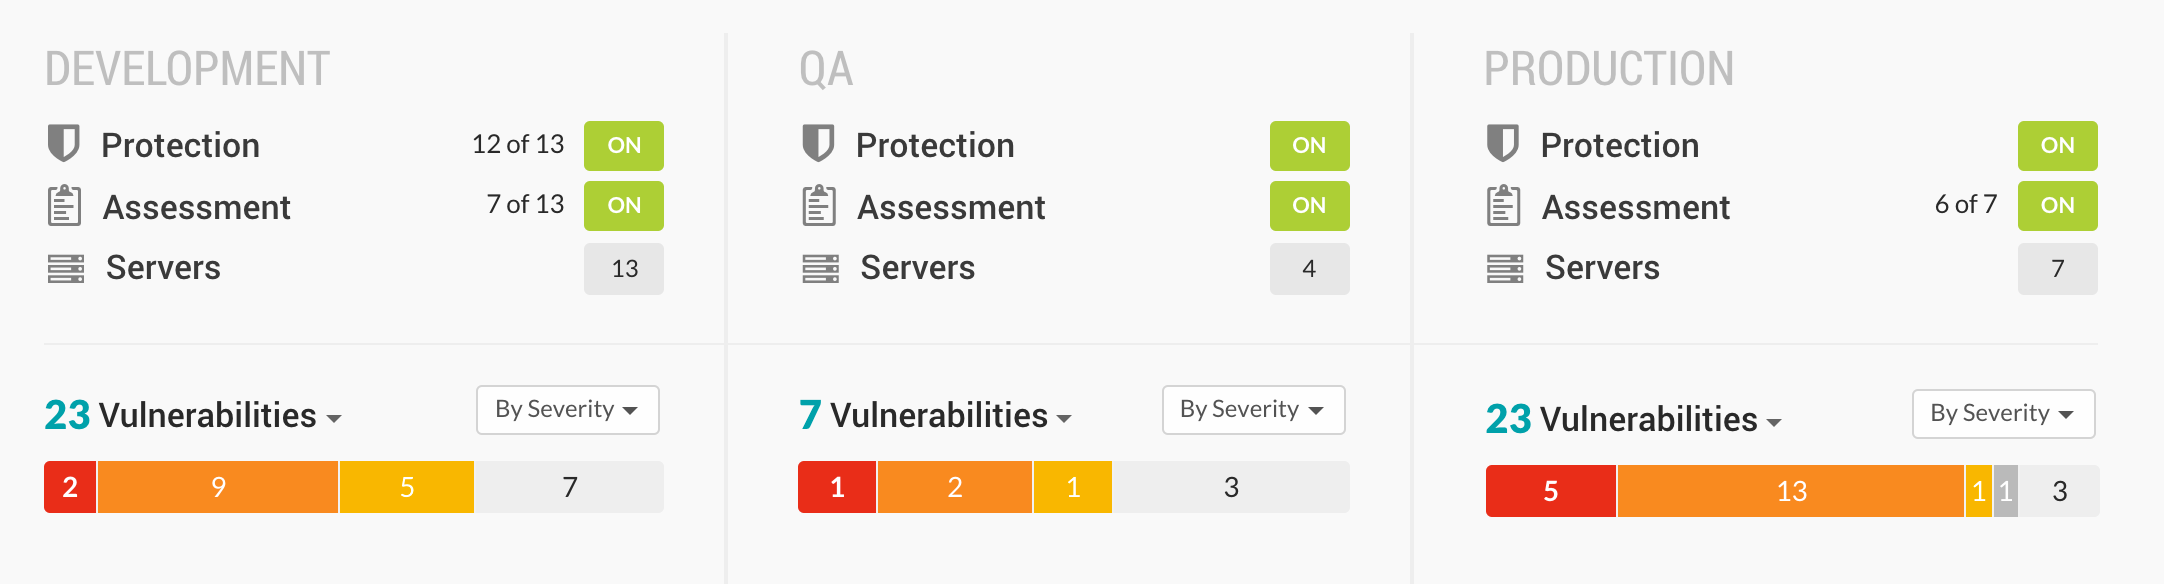 DEVELOPMENT
Protection 12 of 13 ON
Assessment 7 of 13 ON
Servers 13
23 Vulnerabilities By Severity
2 9 5 7
QA
Protection ON
Assessment ON
Servers 4
7 Vulnerabilities By Severity
1 2 1 3
PRODUCTION
Protection ON
Assessment 6 of 7 ON
Servers 7
23 Vulnerabilities By Severity
5 13 1 1 3